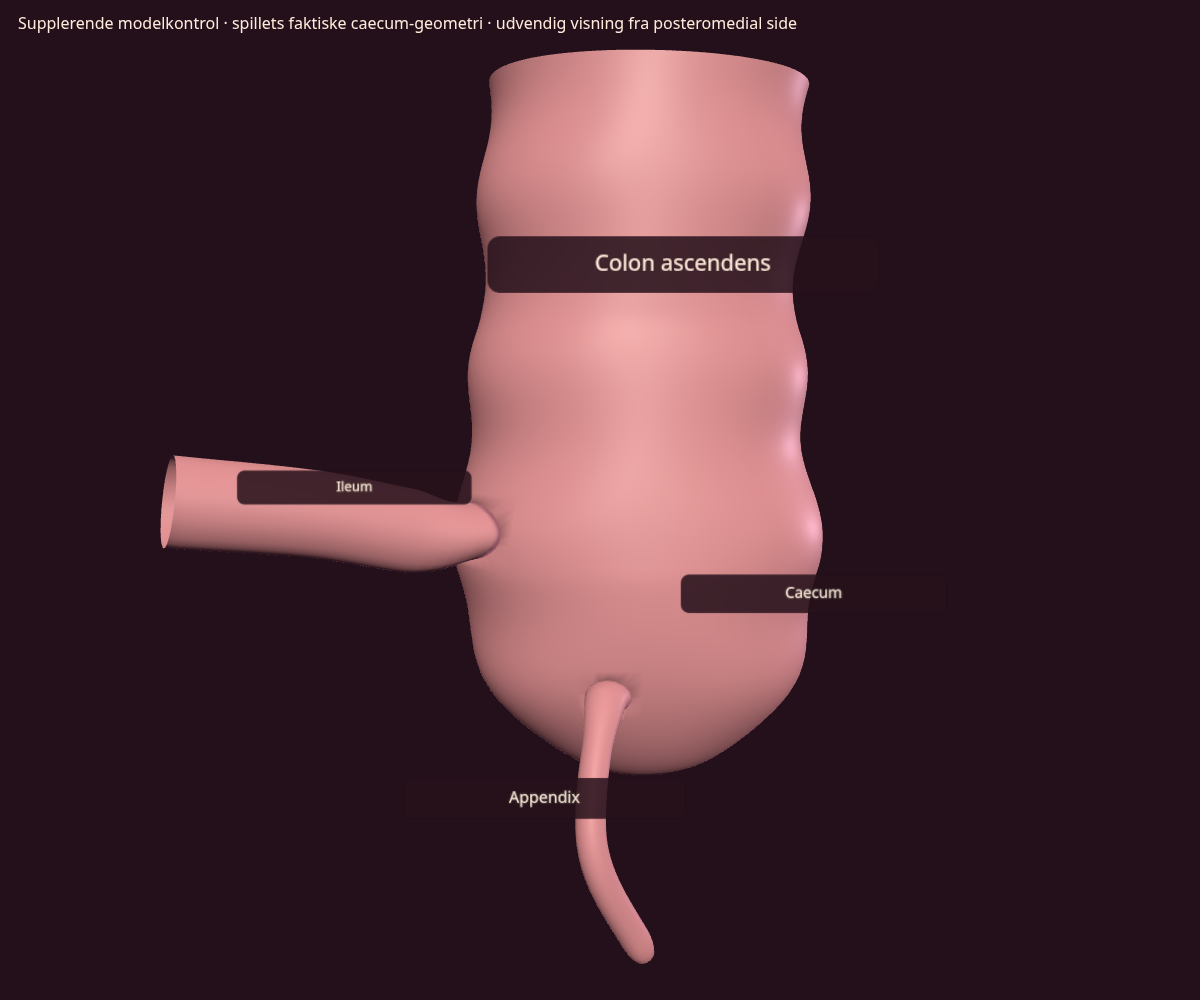 Supplerende modelkontrol · spillets faktiske caecum-geometri · udvendig visning fra posteromedial side
Colon ascendens
Ileum
Caecum
Appendix